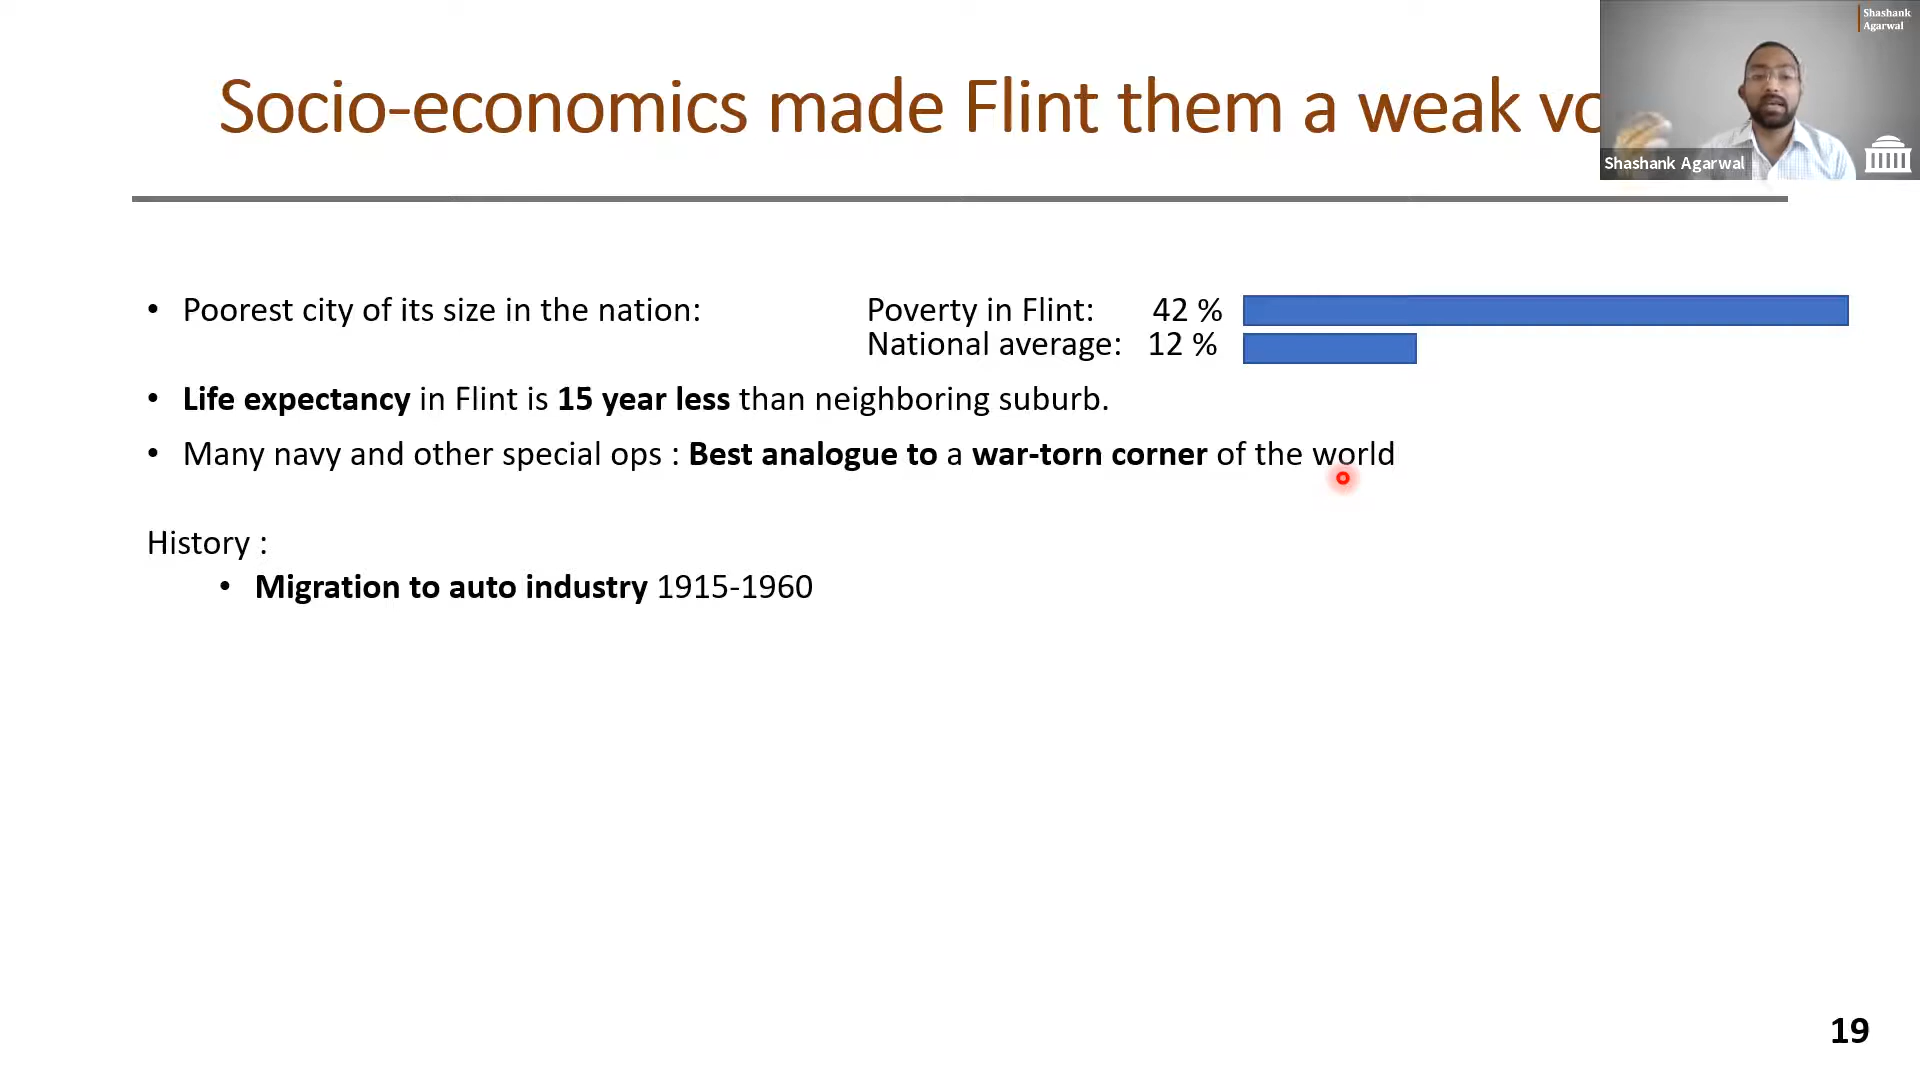 Shashank
Agarwal
Socio-economics made Flint them a weak
Shashank Agarwal
• Poorest city of its size in the nation: Poverty in Flint: 42 %
National average: 12 %
• Life expectancy in Flint is 15 year less than neighboring suburb.
• Many navy and other special ops : Best analogue to a war-torn corner of the world
History :
• Migration to auto industry 1915-1960
19